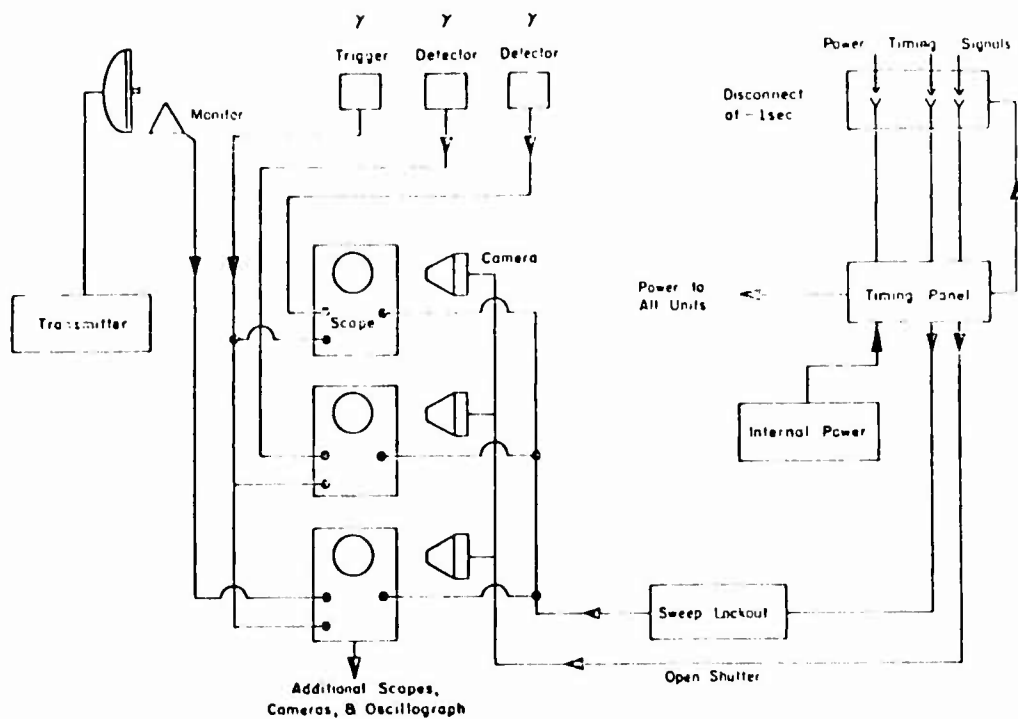 γ γ γ
Trigger Detector Detector
Power Timing Signals
Monitor
Disconnect
at -1sec
Camera
Scope
Transmitter
Power to
All Units
Timing Panel
Internal Power
Sweep Lockout
Open Shutter
Additional Scopes,
Cameras, & Oscillograph